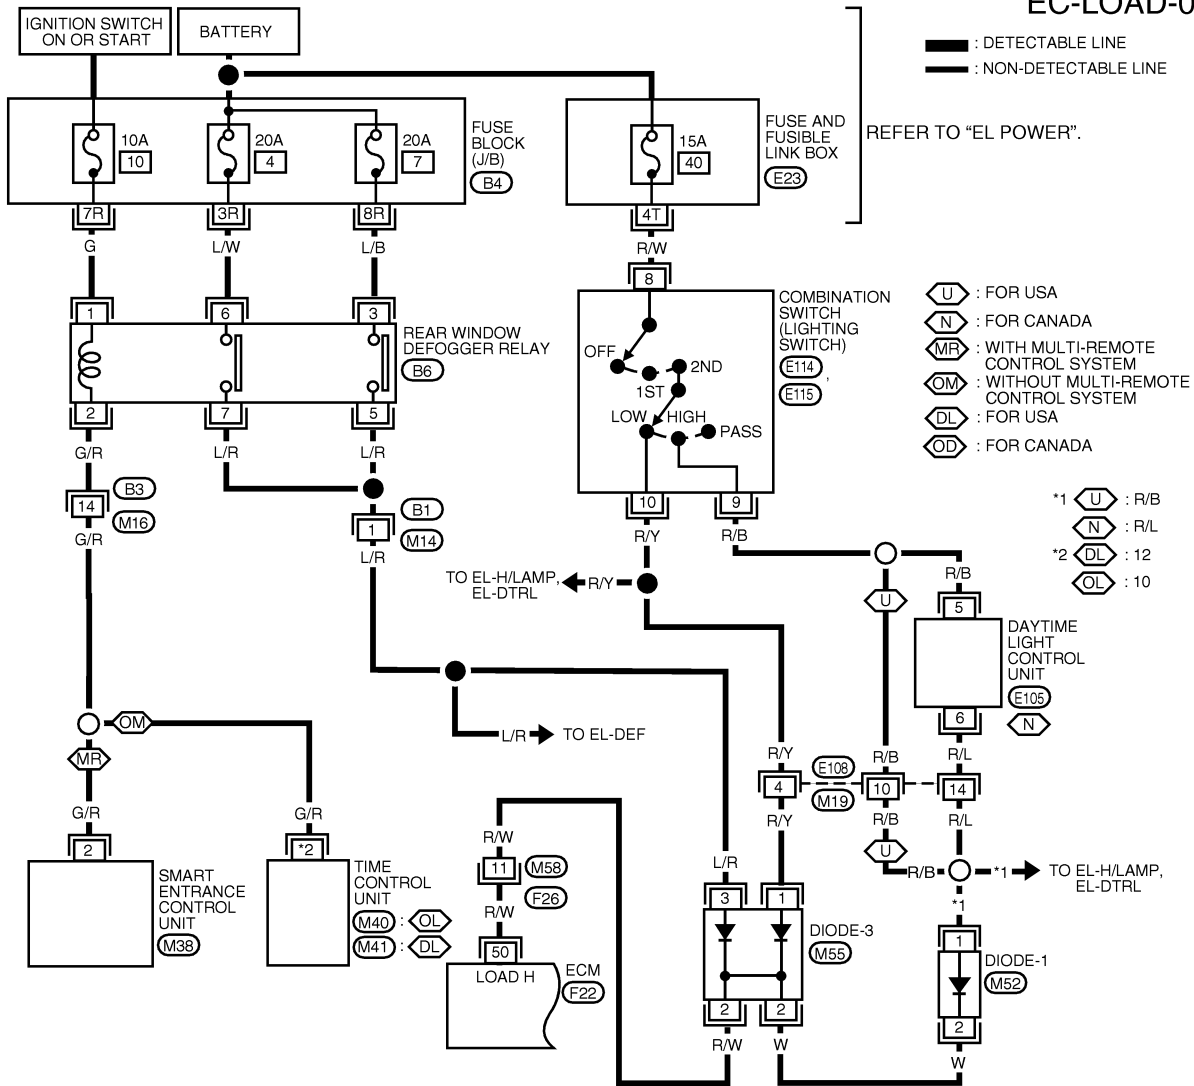 EC-LOAD-0
IGNITION SWITCH
ON OR START
BATTERY
: DETECTABLE LINE
: NON-DETECTABLE LINE
10A
10
20A
4
20A
7
FUSE
BLOCK
(J/B)
B4
15A
40
FUSE AND
FUSIBLE
LINK BOX
E23
REFER TO “EL POWER”.
7R
3R
8R
4T
G
L/W
L/B
R/W
8
1
6
3
REAR WINDOW
DEFOGGER RELAY
B6
2
7
5
COMBINATION
SWITCH
(LIGHTING
SWITCH)
E114
,
E115
OFF
1ST
2ND
LOW
HIGH
PASS
10
9
U : FOR USA
N : FOR CANADA
MR : WITH MULTI-REMOTE
CONTROL SYSTEM
OM : WITHOUT MULTI-REMOTE
CONTROL SYSTEM
DL : FOR USA
OD : FOR CANADA
*1 U : R/B
N : R/L
*2 DL : 12
OL : 10
G/R
L/R
L/R
14
B3
M16
G/R
1
B1
M14
L/R
R/Y
R/B
TO EL-H/LAMP,
EL-DTRL
R/Y
U
R/B
5
DAYTIME
LIGHT
CONTROL
UNIT
E105
N
6
OM
MR
L/R
TO EL-DEF
R/Y
R/B
R/L
4
E108
M19
10
14
R/Y
R/B
R/L
G/R
G/R
2
*2
SMART
ENTRANCE
CONTROL
UNIT
M38
TIME
CONTROL
UNIT
M40 : OL
M41 : DL
R/W
11
M58
F26
R/W
50
LOAD H
ECM
F22
U
R/B
*1
TO EL-H/LAMP,
EL-DTRL
*1
L/R
3
1
DIODE-3
M55
2
2
R/W
W
1
DIODE-1
M52
2
W